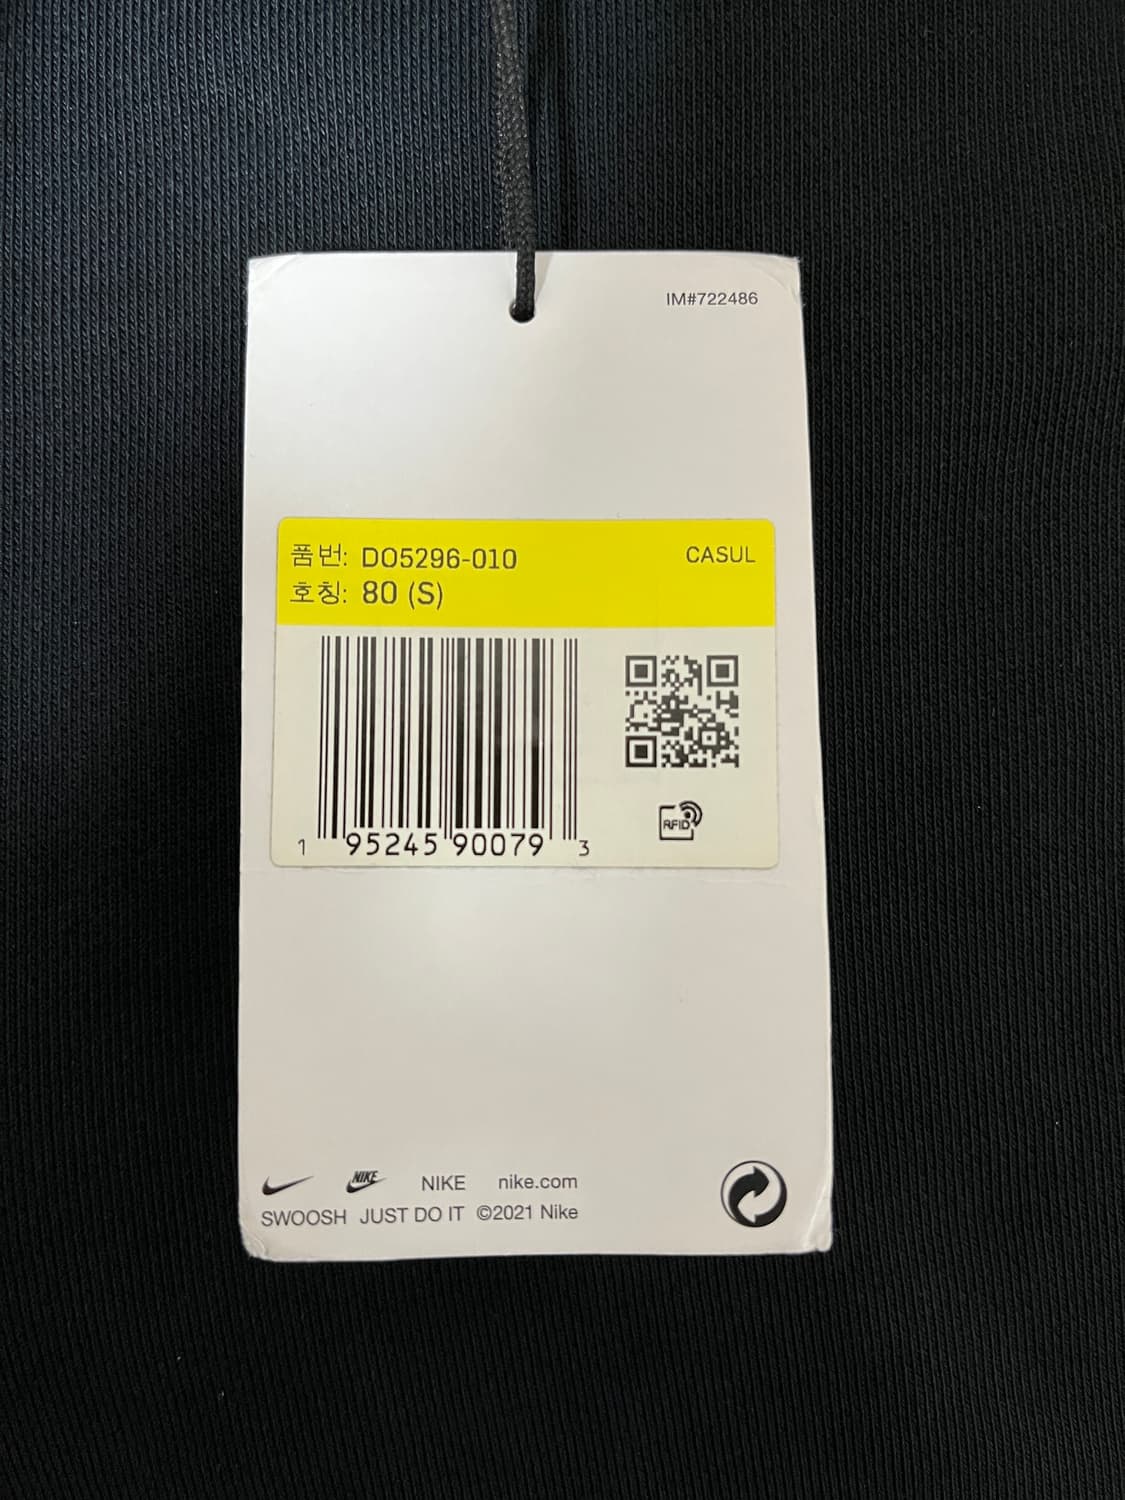 IM#722486
품번: DO5296-010 CASUL
호칭: 80 (S)
1 95245 90079 3
RFID
NIKE NIKE nike.com
SWOOSH JUST DO IT ©2021 Nike